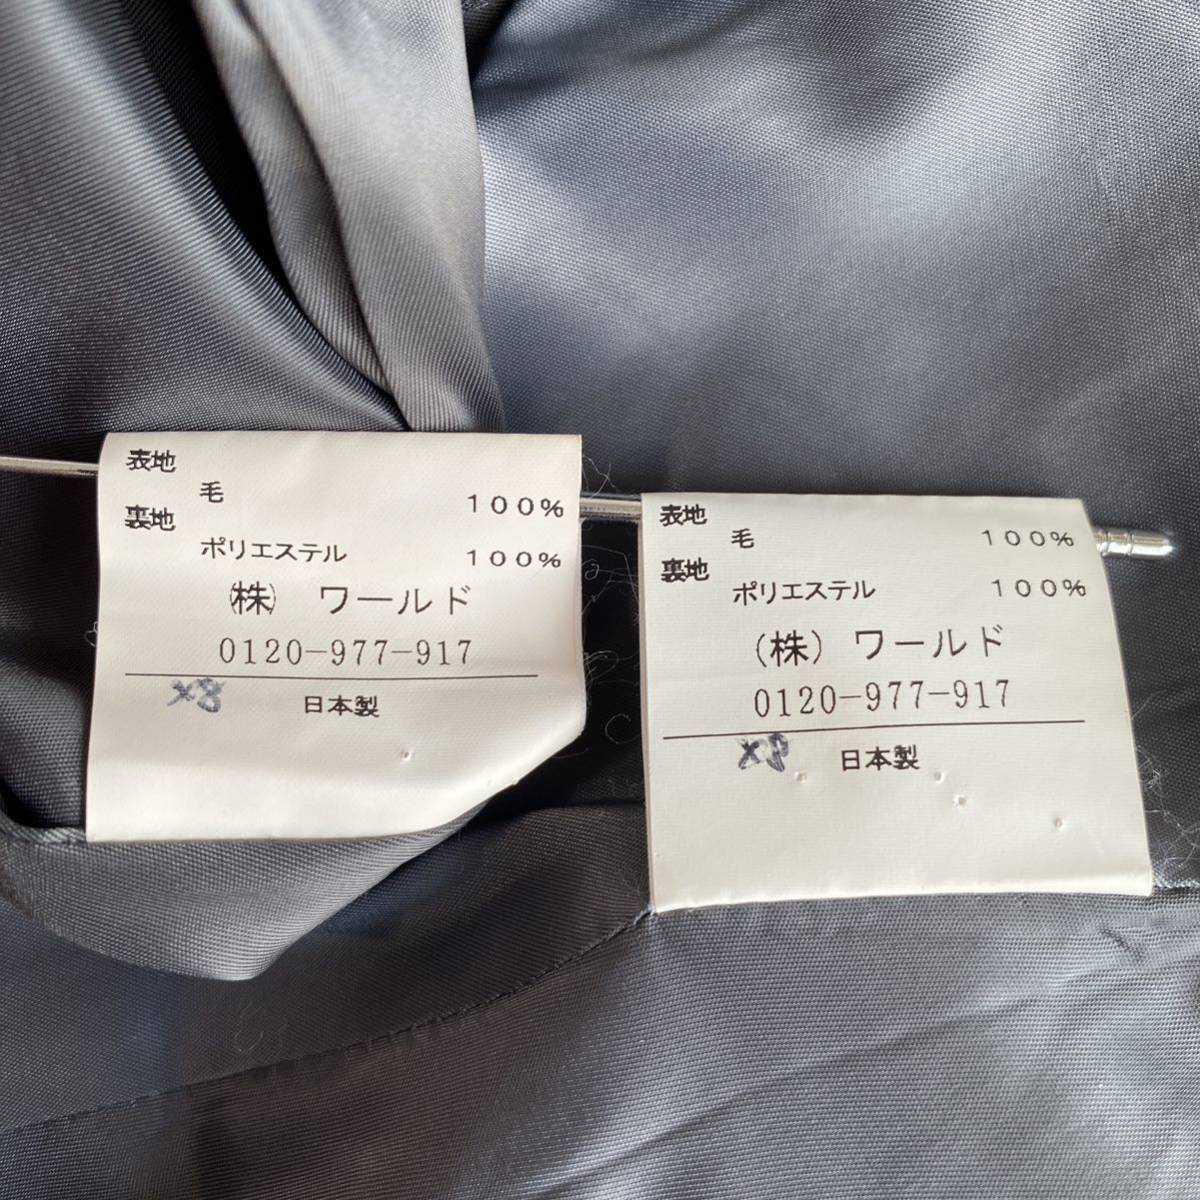 表地
毛 100%
裏地
ポリエステル 100%
(株) ワールド
0120-977-917
×8 日本製
表地
毛 100%
裏地
ポリエステル 100%
(株) ワールド
0120-977-917
日本製